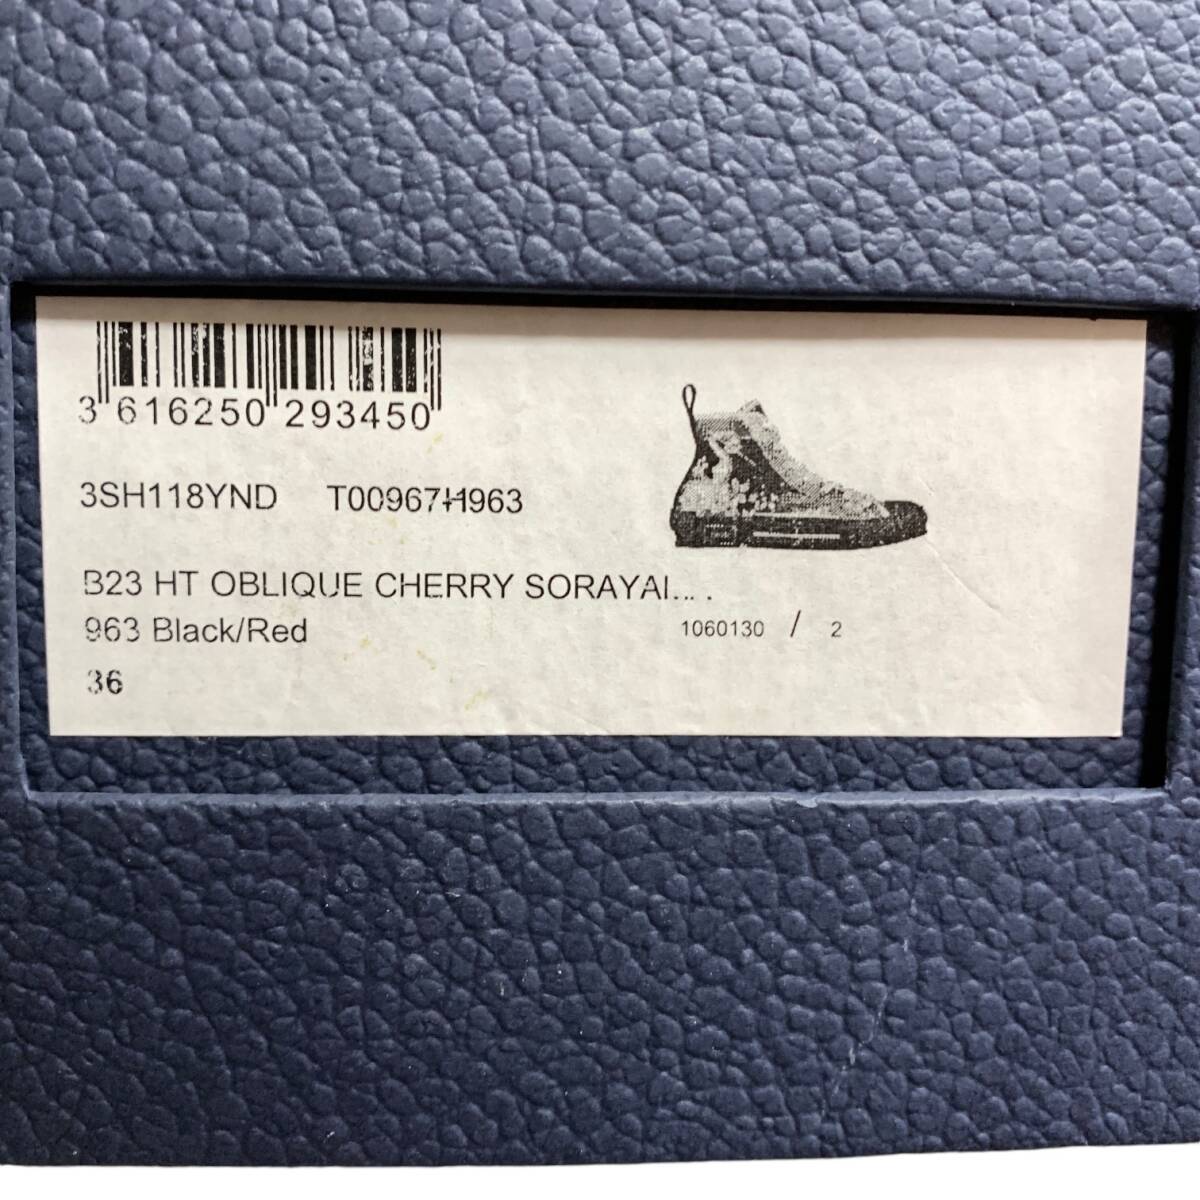 3 616250 293450
3SH118YND T00967H963
B23 HT OBLIQUE CHERRY SORAYAI... .
963 Black/Red
1060130 / 2
36